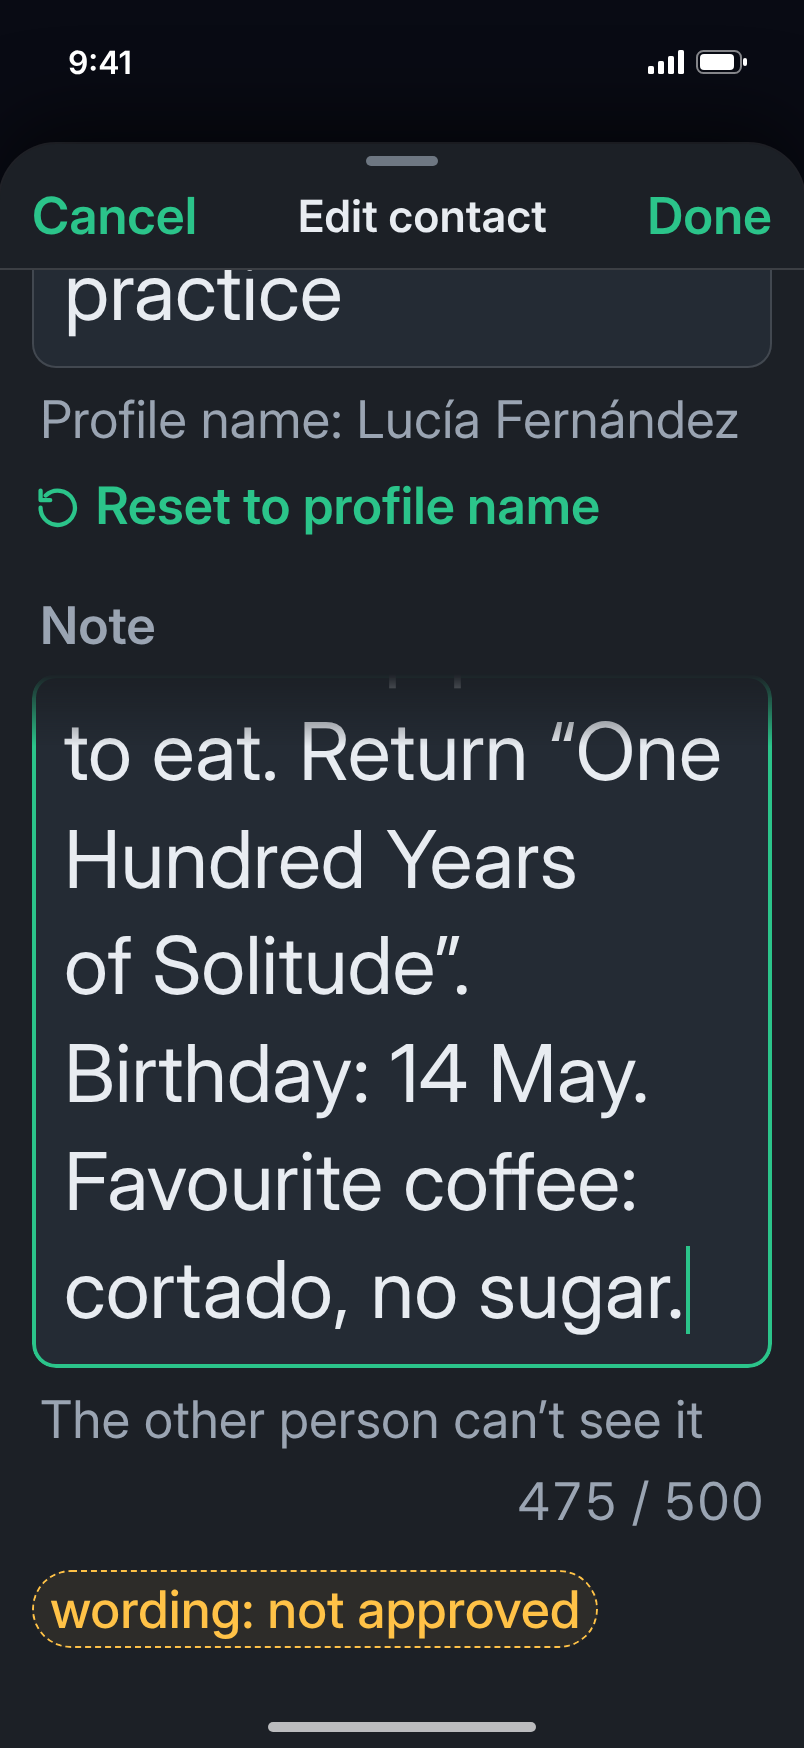 9:41
Cancel
Edit contact
Done
practice
Profile name: Lucía Fernández
Reset to profile name
Note
to eat. Return “One
Hundred Years
of Solitude”.
Birthday: 14 May.
Favourite coffee:
cortado, no sugar.
The other person can’t see it
475 / 500
wording: not approved